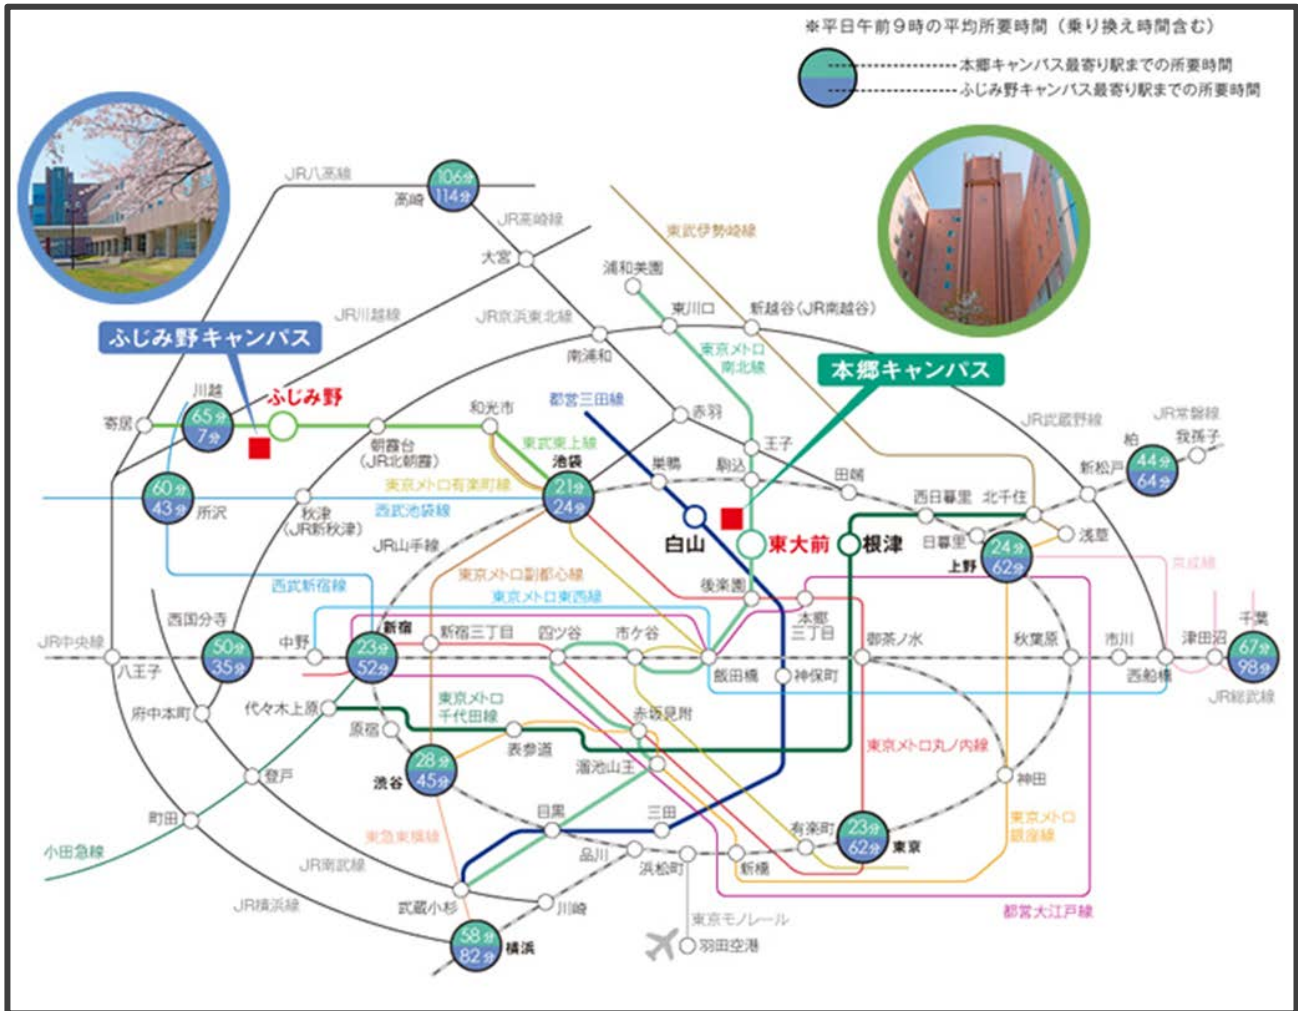 ※平日午前9時の平均所要時間（乗り換え時間含む）
本郷キャンパス最寄り駅までの所要時間
ふじみ野キャンパス最寄り駅までの所要時間
JR八高線
106分
114分
高崎
JR高崎線
東武伊勢崎線
大宮
浦和美園
JR川越線
JR京浜東北線
東川口
新越谷（JR南越谷）
ふじみ野キャンパス
南浦和
東京メトロ
南北線
本郷キャンパス
川越
ふじみ野
和光市
都営三田線
赤羽
JR武蔵野線
JR常磐線
寄居
65分
7分
朝霞台
（JR北朝霞）
東武東上線
王子
柏
我孫子
44分
64分
池袋
巣鴨
駒込
田端
新松戸
60分
43分
所沢
東京メトロ有楽町線
西武池袋線
21分
24分
西日暮里
北千住
秋津
（JR新秋津）
JR山手線
白山
東大前
根津
日暮里
浅草
24分
62分
上野
京成線
西武新宿線
東京メトロ副都心線
東京メトロ東西線
後楽園
本郷
三丁目
西国分寺
新宿
新宿三丁目
四ツ谷
市ケ谷
御茶ノ水
秋葉原
市川
津田沼
千葉
JR中央線
八王子
50分
35分
中野
23分
52分
飯田橋
神保町
西船橋
67分
98分
JR総武線
府中本町
代々木上原
東京メトロ
千代田線
原宿
表参道
赤坂見附
東京メトロ丸ノ内線
渋谷
28分
45分
溜池山王
登戸
神田
町田
目黒
三田
有楽町
23分
62分
東京
東京メトロ
銀座線
小田急線
東急東横線
JR南武線
品川
浜松町
新橋
JR横浜線
武蔵小杉
川崎
東京モノレール
都営大江戸線
58分
82分
横浜
羽田空港